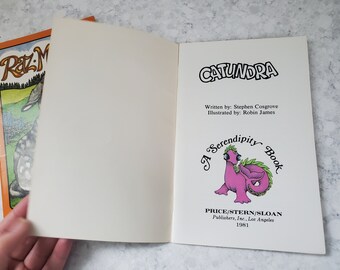 Ritz·M
CATUNDRA
Written by: Stephen Cosgrove
Illustrated by: Robin James
A Serendipity Book
PRICE/STERN/SLOAN
Publishers, Inc., Los Angeles
1981